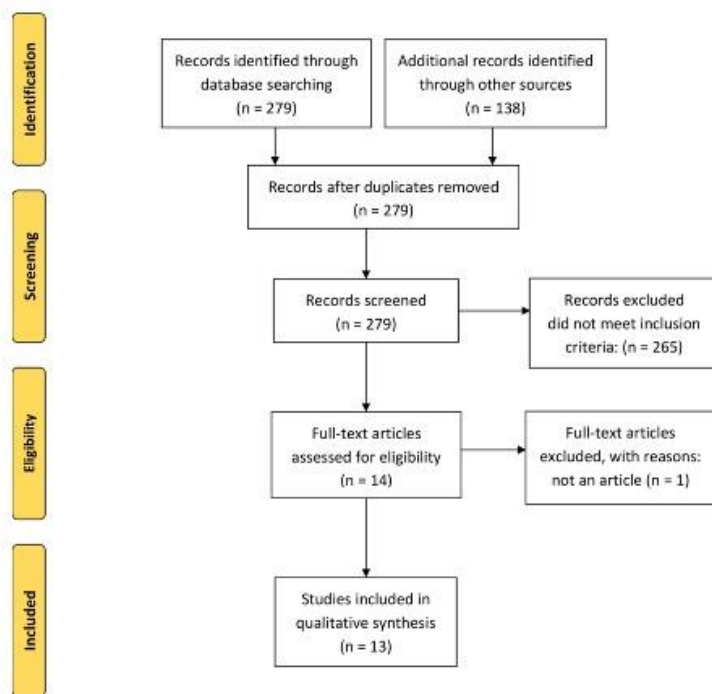 Identification
Records identified through
database searching
(n = 279)
Additional records identified
through other sources
(n = 138)
Records after duplicates removed
(n = 279)
Screening
Records screened
(n = 279)
Records excluded
did not meet inclusion
criteria: (n = 265)
Eligibility
Full-text articles
assessed for eligibility
(n = 14)
Full-text articles
excluded, with reasons:
not an article (n = 1)
Included
Studies included in
qualitative synthesis
(n = 13)